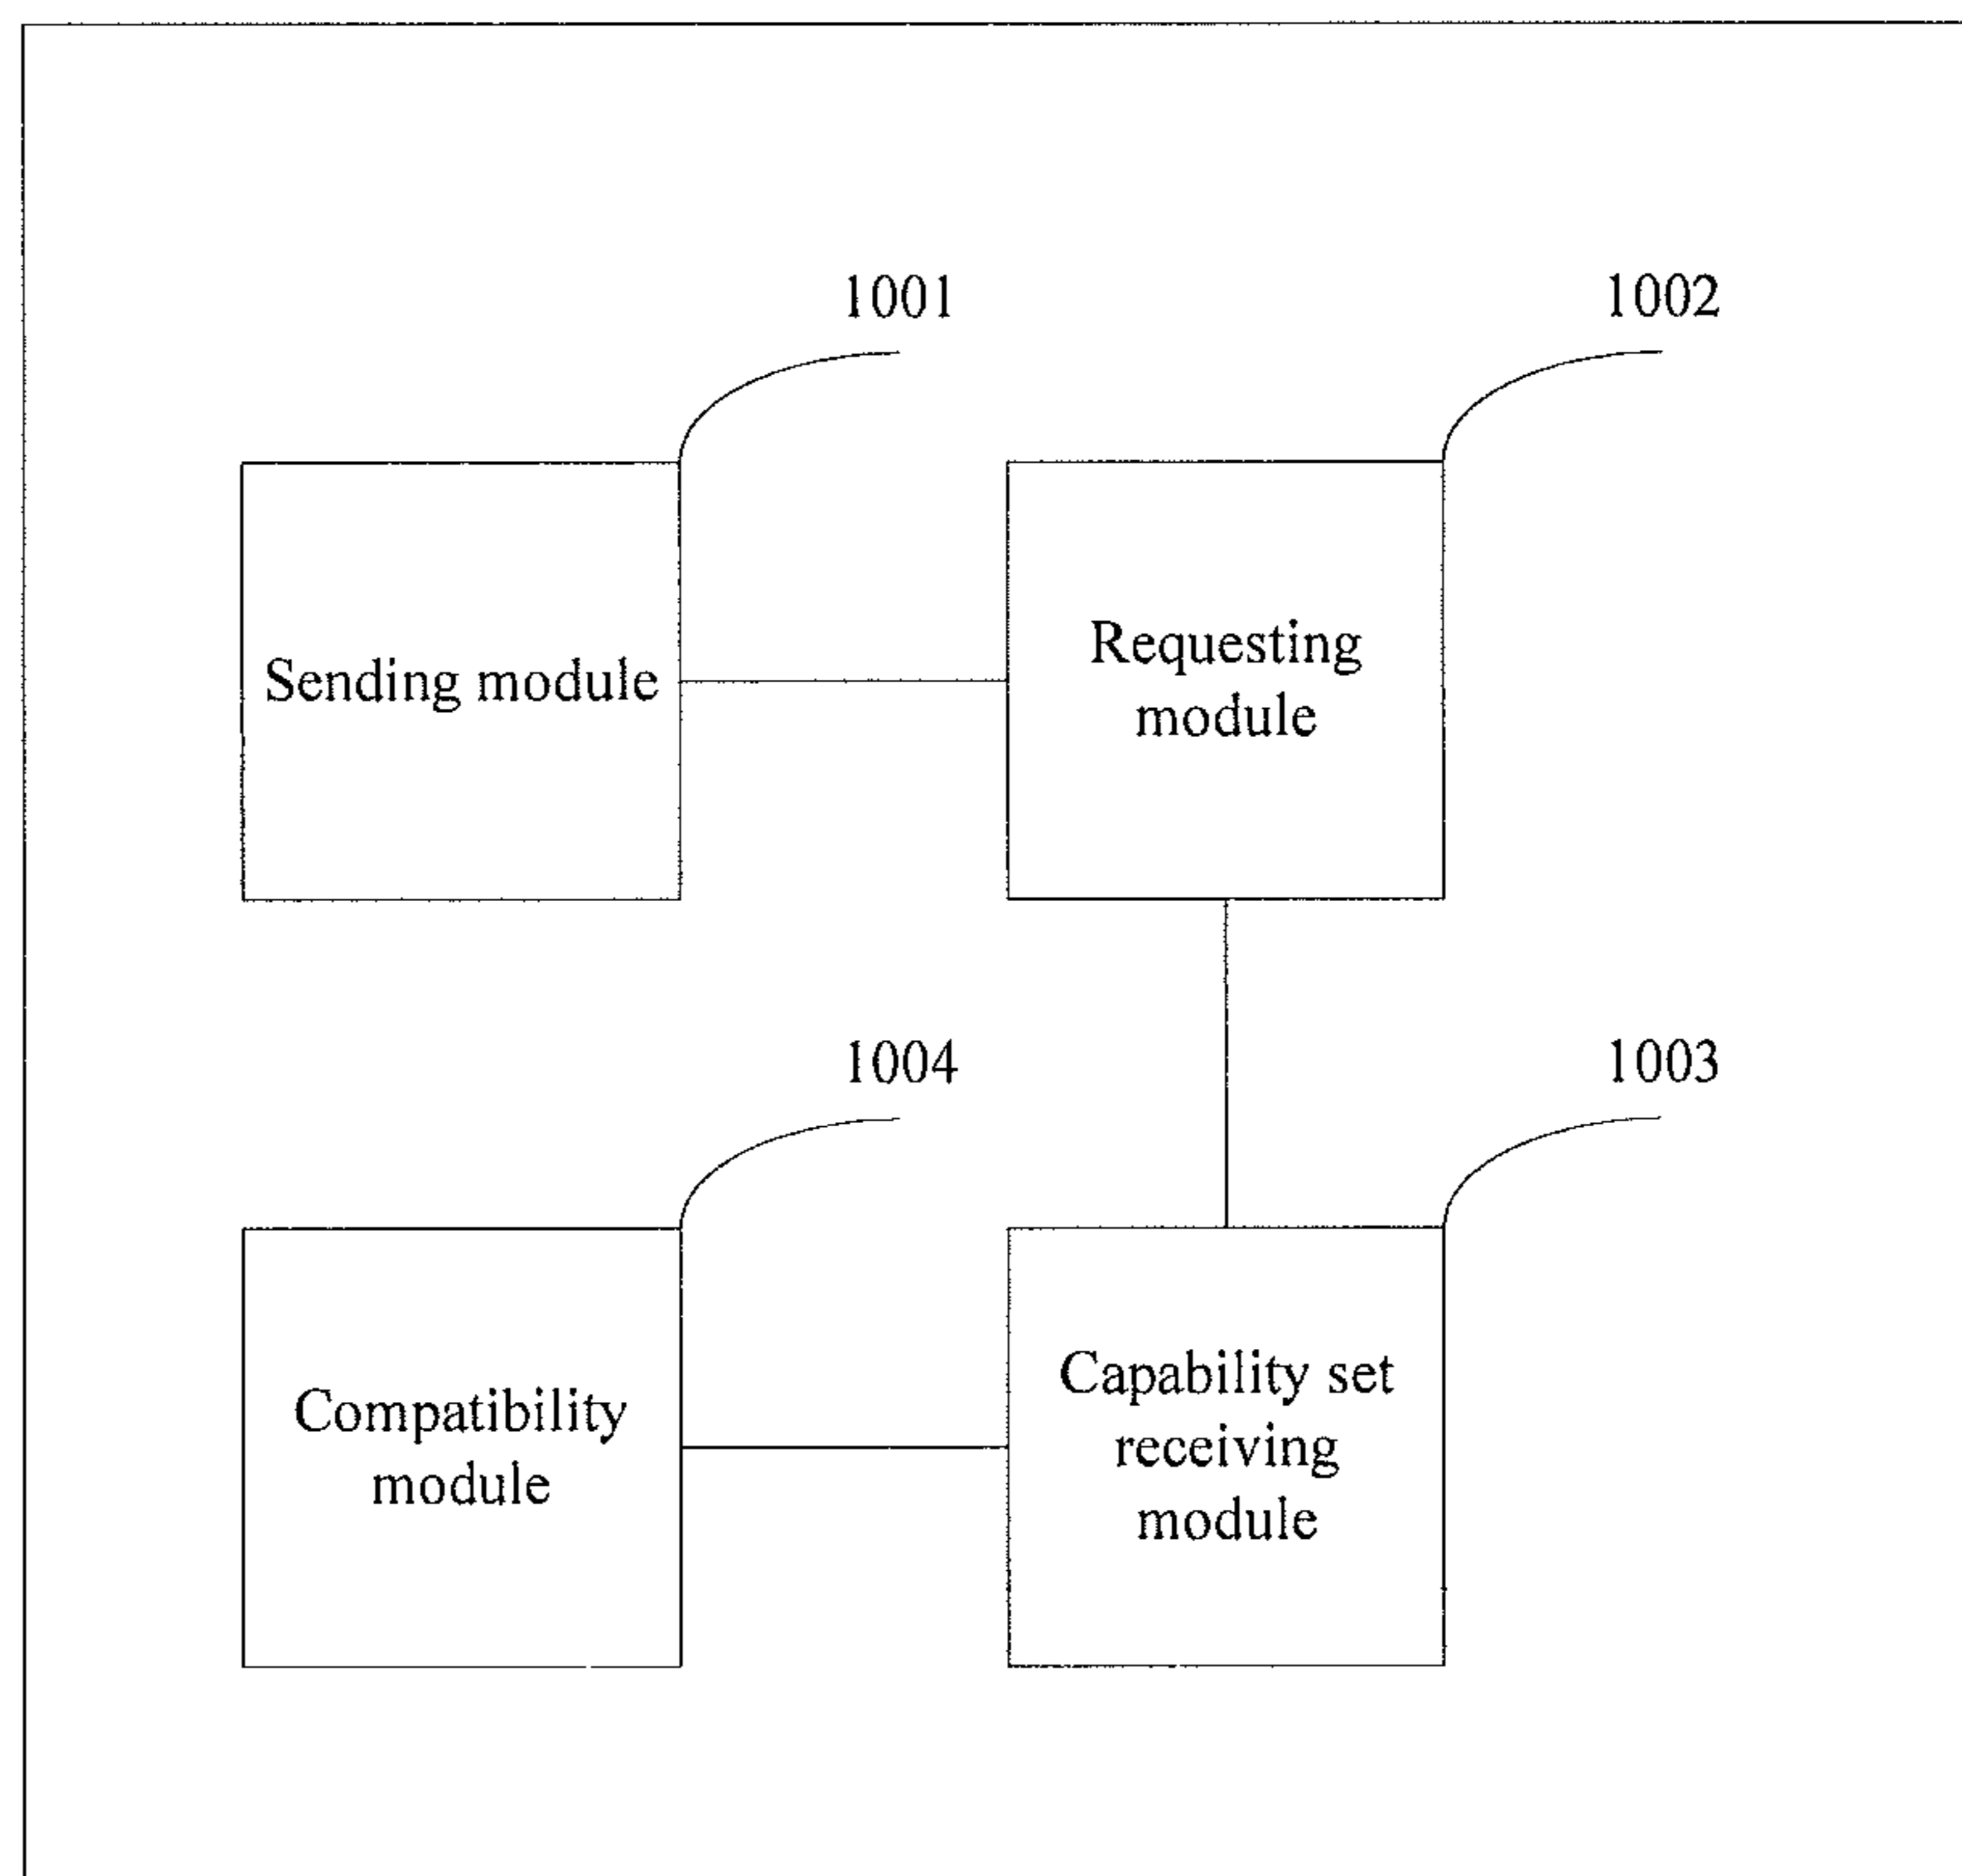 1001
1002
Sending module
Requesting
module
1004
1003
Compatibility
module
Capability set
receiving
module